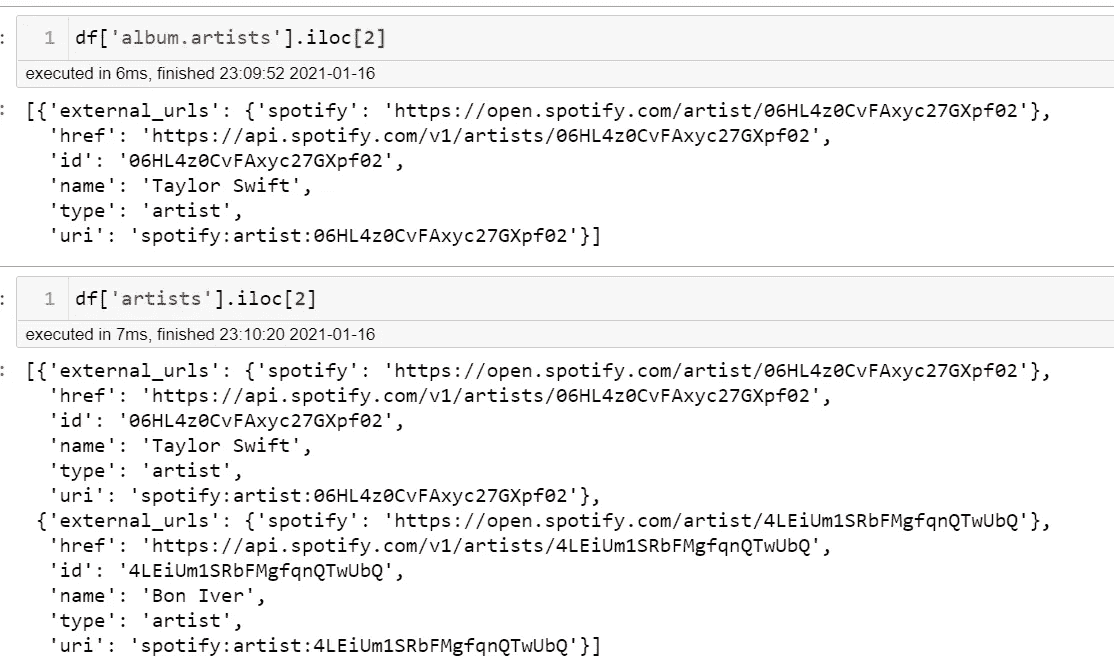 :
1 df['album.artists'].iloc[2]
executed in 6ms, finished 23:09:52 2021-01-16
: [{'external_urls': {'spotify': 'https://open.spotify.com/artist/06HL4z0CvFAxyc27GXpf02'},
'href': 'https://api.spotify.com/v1/artists/06HL4z0CvFAxyc27GXpf02',
'id': '06HL4z0CvFAxyc27GXpf02',
'name': 'Taylor Swift',
'type': 'artist',
'uri': 'spotify:artist:06HL4z0CvFAxyc27GXpf02'}]
:
1 df['artists'].iloc[2]
executed in 7ms, finished 23:10:20 2021-01-16
: [{'external_urls': {'spotify': 'https://open.spotify.com/artist/06HL4z0CvFAxyc27GXpf02'},
'href': 'https://api.spotify.com/v1/artists/06HL4z0CvFAxyc27GXpf02',
'id': '06HL4z0CvFAxyc27GXpf02',
'name': 'Taylor Swift',
'type': 'artist',
'uri': 'spotify:artist:06HL4z0CvFAxyc27GXpf02'},
{'external_urls': {'spotify': 'https://open.spotify.com/artist/4LEiUm1SRbFMgfqnQTwUbQ'},
'href': 'https://api.spotify.com/v1/artists/4LEiUm1SRbFMgfqnQTwUbQ',
'id': '4LEiUm1SRbFMgfqnQTwUbQ',
'name': 'Bon Iver',
'type': 'artist',
'uri': 'spotify:artist:4LEiUm1SRbFMgfqnQTwUbQ'}]